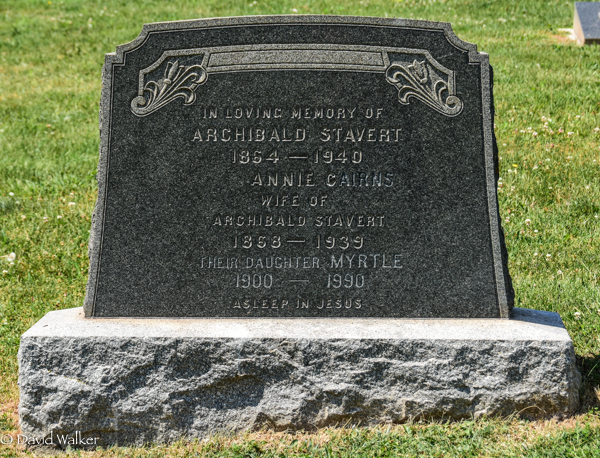 IN LOVING MEMORY OF
ARCHIBALD STAVERT
1864 — 1940
ANNIE CAIRNS
WIFE OF
ARCHIBALD STAVERT
1868 — 1939
THEIR DAUGHTER MYRTLE
1900 — 1990
ASLEEP IN JESUS
© David Walker